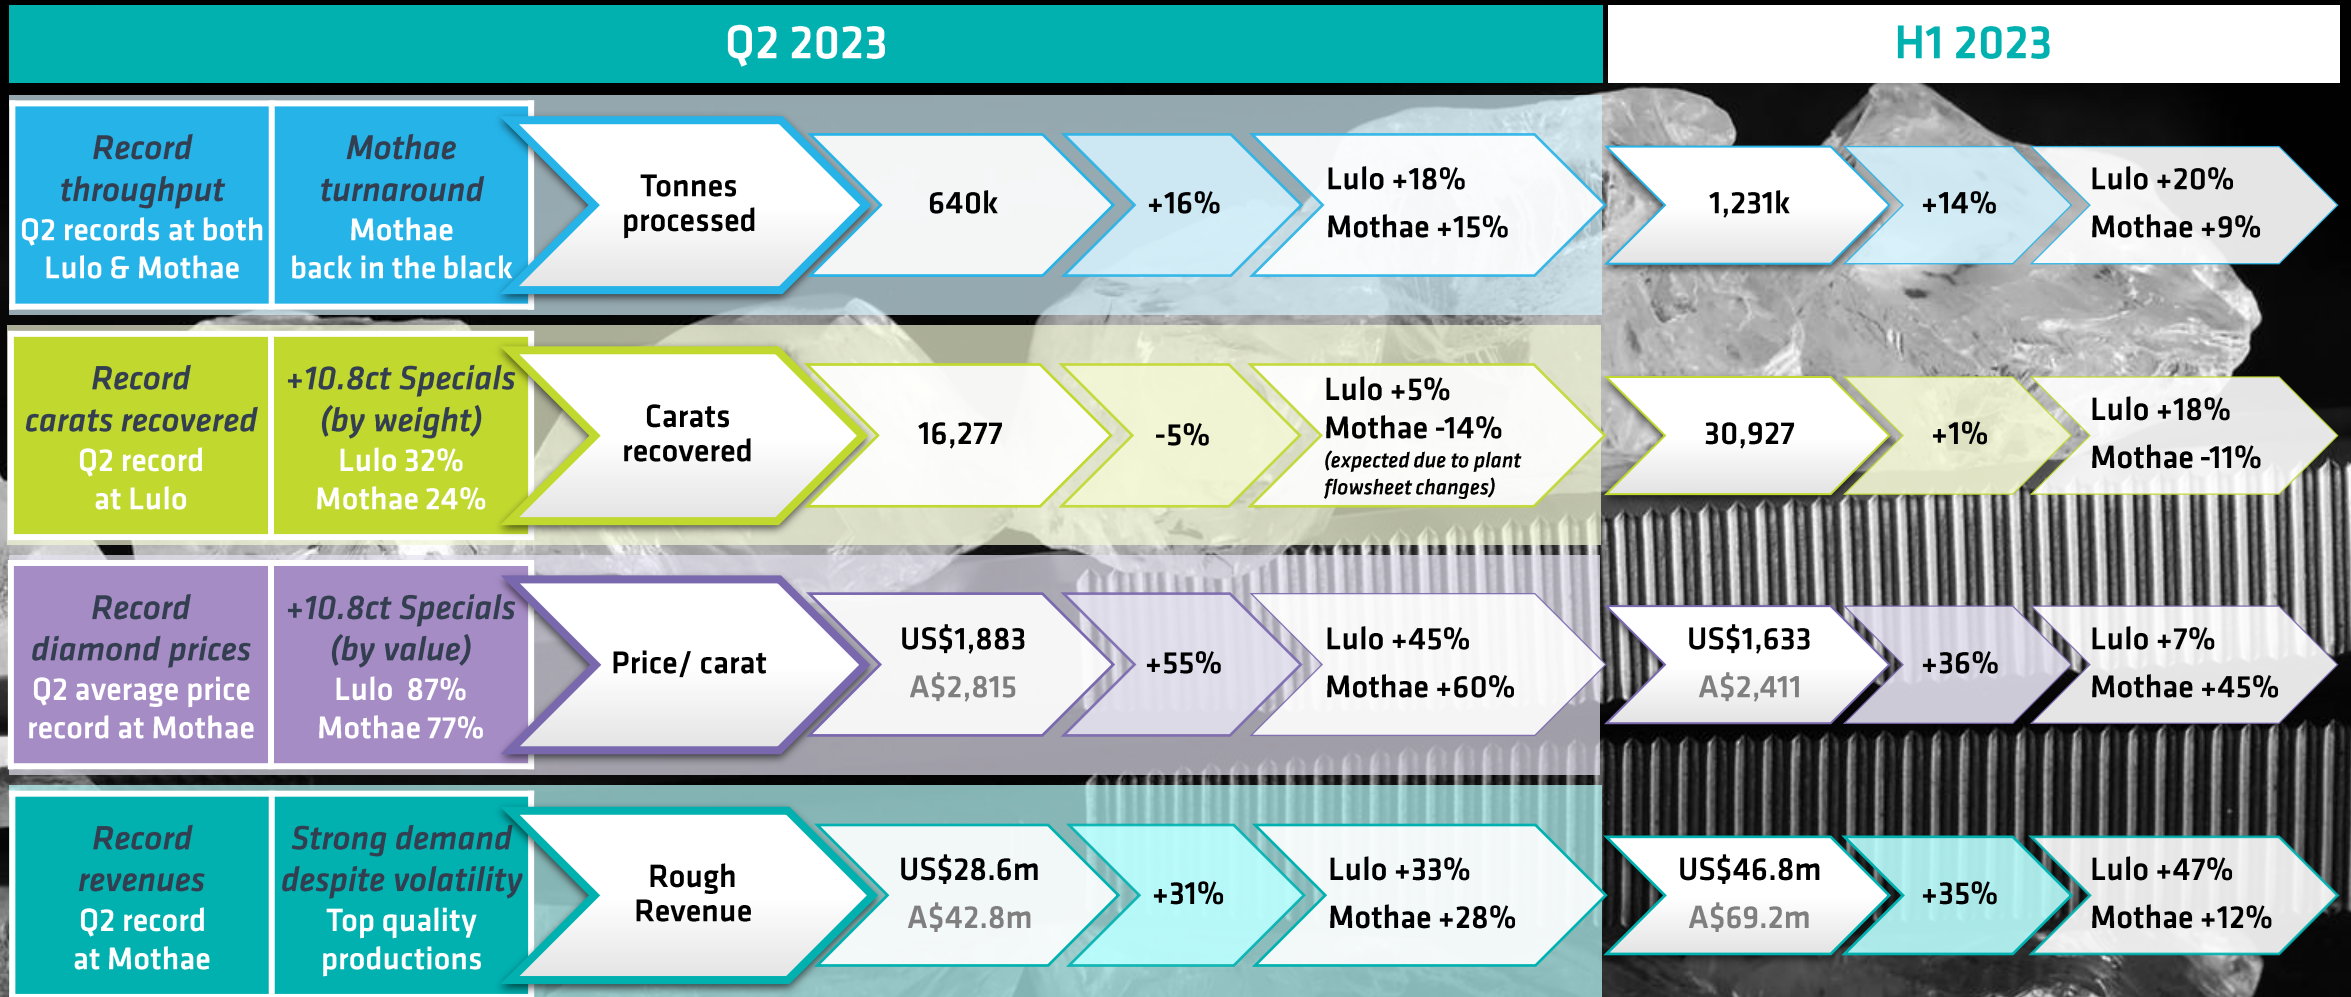 Q2 2023
H1 2023
Record
throughput
Q2 records at both
Lulo & Mothae
Mothae
turnaround
Mothae
back in the black
Tonnes
processed
640k
+16%
Lulo +18%
Mothae +15%
1,231k
+14%
Lulo +20%
Mothae +9%
Record
carats recovered
Q2 record
at Lulo
+10.8ct Specials
(by weight)
Lulo 32%
Mothae 24%
Carats
recovered
16,277
-5%
Lulo +5%
Mothae -14%
(expected due to plant
flowsheet changes)
30,927
+1%
Lulo +18%
Mothae -11%
Record
diamond prices
Q2 average price
record at Mothae
+10.8ct Specials
(by value)
Lulo 87%
Mothae 77%
Price/ carat
US$1,883
A$2,815
+55%
Lulo +45%
Mothae +60%
US$1,633
A$2,411
+36%
Lulo +7%
Mothae +45%
Record
revenues
Q2 record
at Mothae
Strong demand
despite volatility
Top quality
productions
Rough
Revenue
US$28.6m
A$42.8m
+31%
Lulo +33%
Mothae +28%
US$46.8m
A$69.2m
+35%
Lulo +47%
Mothae +12%